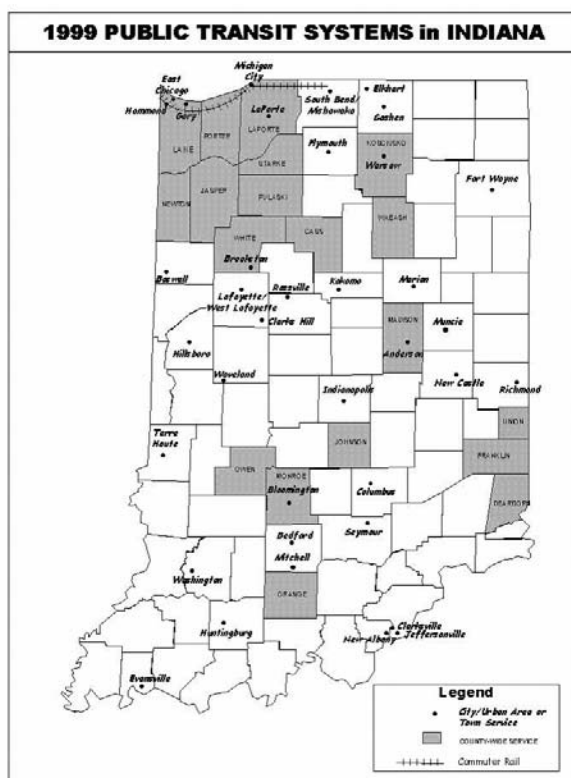 1999 PUBLIC TRANSIT SYSTEMS in INDIANA
Michigan
City
East
Chicago
Hammond
Gary
LaPorte
LAPORTE
South Bend/
Mishawaka
Elkhart
Goshen
PORTER
LAKE
Plymouth
KOSCIUSKO
Warsaw
STARKE
Fort Wayne
NEWTON
JASPER
PULASKI
WABASH
WHITE
CASS
Brookston
Boswell
Rossville
Kokomo
Marion
Lafayette/
West Lafayette
Clarks Hill
MADISON
Muncie
Hillsboro
Anderson
Waveland
Indianapolis
New Castle
Richmond
UNION
Terre
Haute
JOHNSON
FRANKLIN
OWEN
MONROE
Bloomington
Columbus
DEARBORN
Seymour
Bedford
Mitchell
Washington
ORANGE
Huntingburg
Clarksville
New Albany
Jeffersonville
Evansville
Legend
City/Urban Area or
Town Service
COUNTY-WIDE SERVICE
Commuter Rail